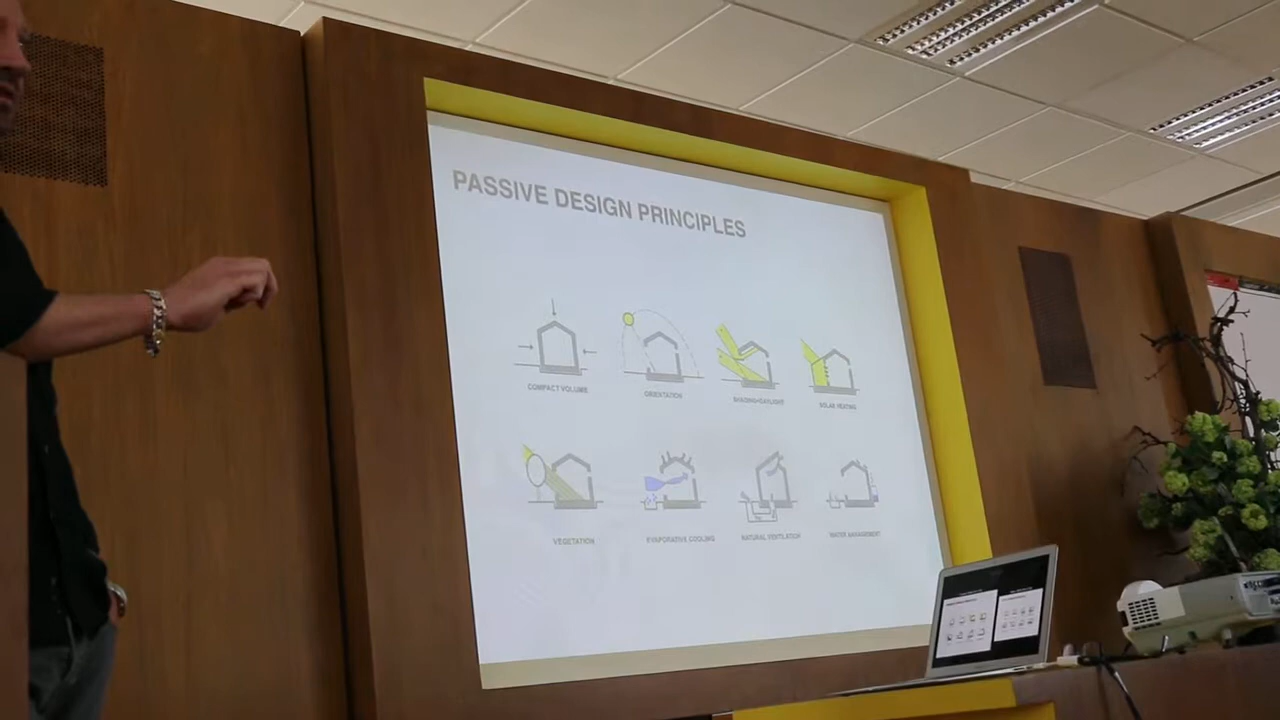 PASSIVE DESIGN PRINCIPLES
COMPACT VOLUME
ORIENTATION
SHADING+DAYLIGHT
SOLAR HEATING
VEGETATION
EVAPORATIVE COOLING
NATURAL VENTILATION
WATER MANAGEMENT